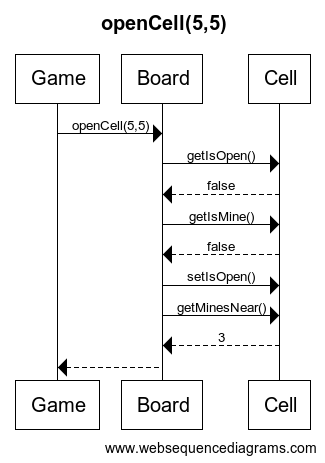 openCell(5,5)
Game Board Cell
openCell(5,5)
getIsOpen()
false
getIsMine()
false
setIsOpen()
getMinesNear()
3
Game Board Cell
www.websequencediagrams.com